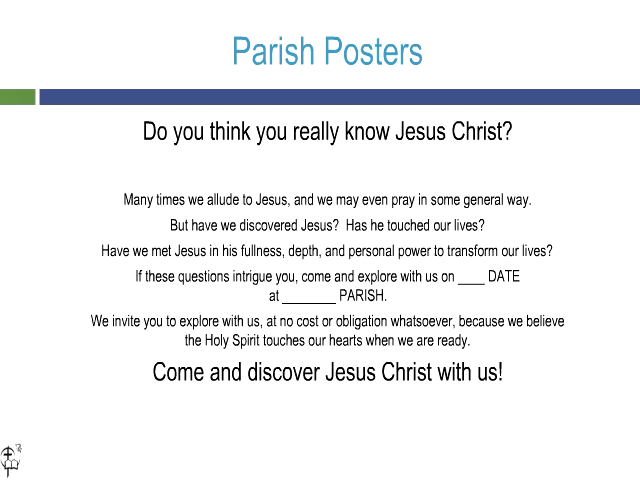 Parish Posters
Do you think you really know Jesus Christ?
Many times we allude to Jesus, and we may even pray in some general way.
But have we discovered Jesus?  Has he touched our lives?
Have we met Jesus in his fullness, depth, and personal power to transform our lives?
If these questions intrigue you, come and explore with us on ____ DATE
at ________ PARISH.
We invite you to explore with us, at no cost or obligation whatsoever, because we believe
the Holy Spirit touches our hearts when we are ready.
Come and discover Jesus Christ with us!